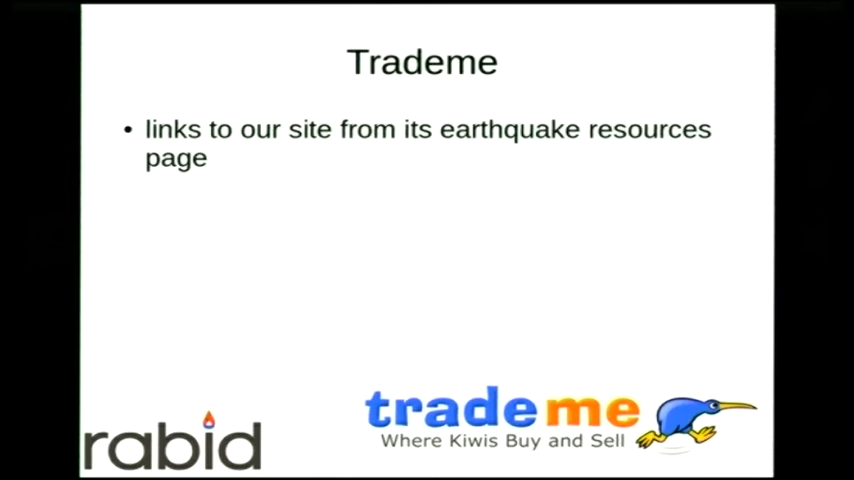 Trademe
• links to our site from its earthquake resources
page
rabid
trademe
Where Kiwis Buy and Sell